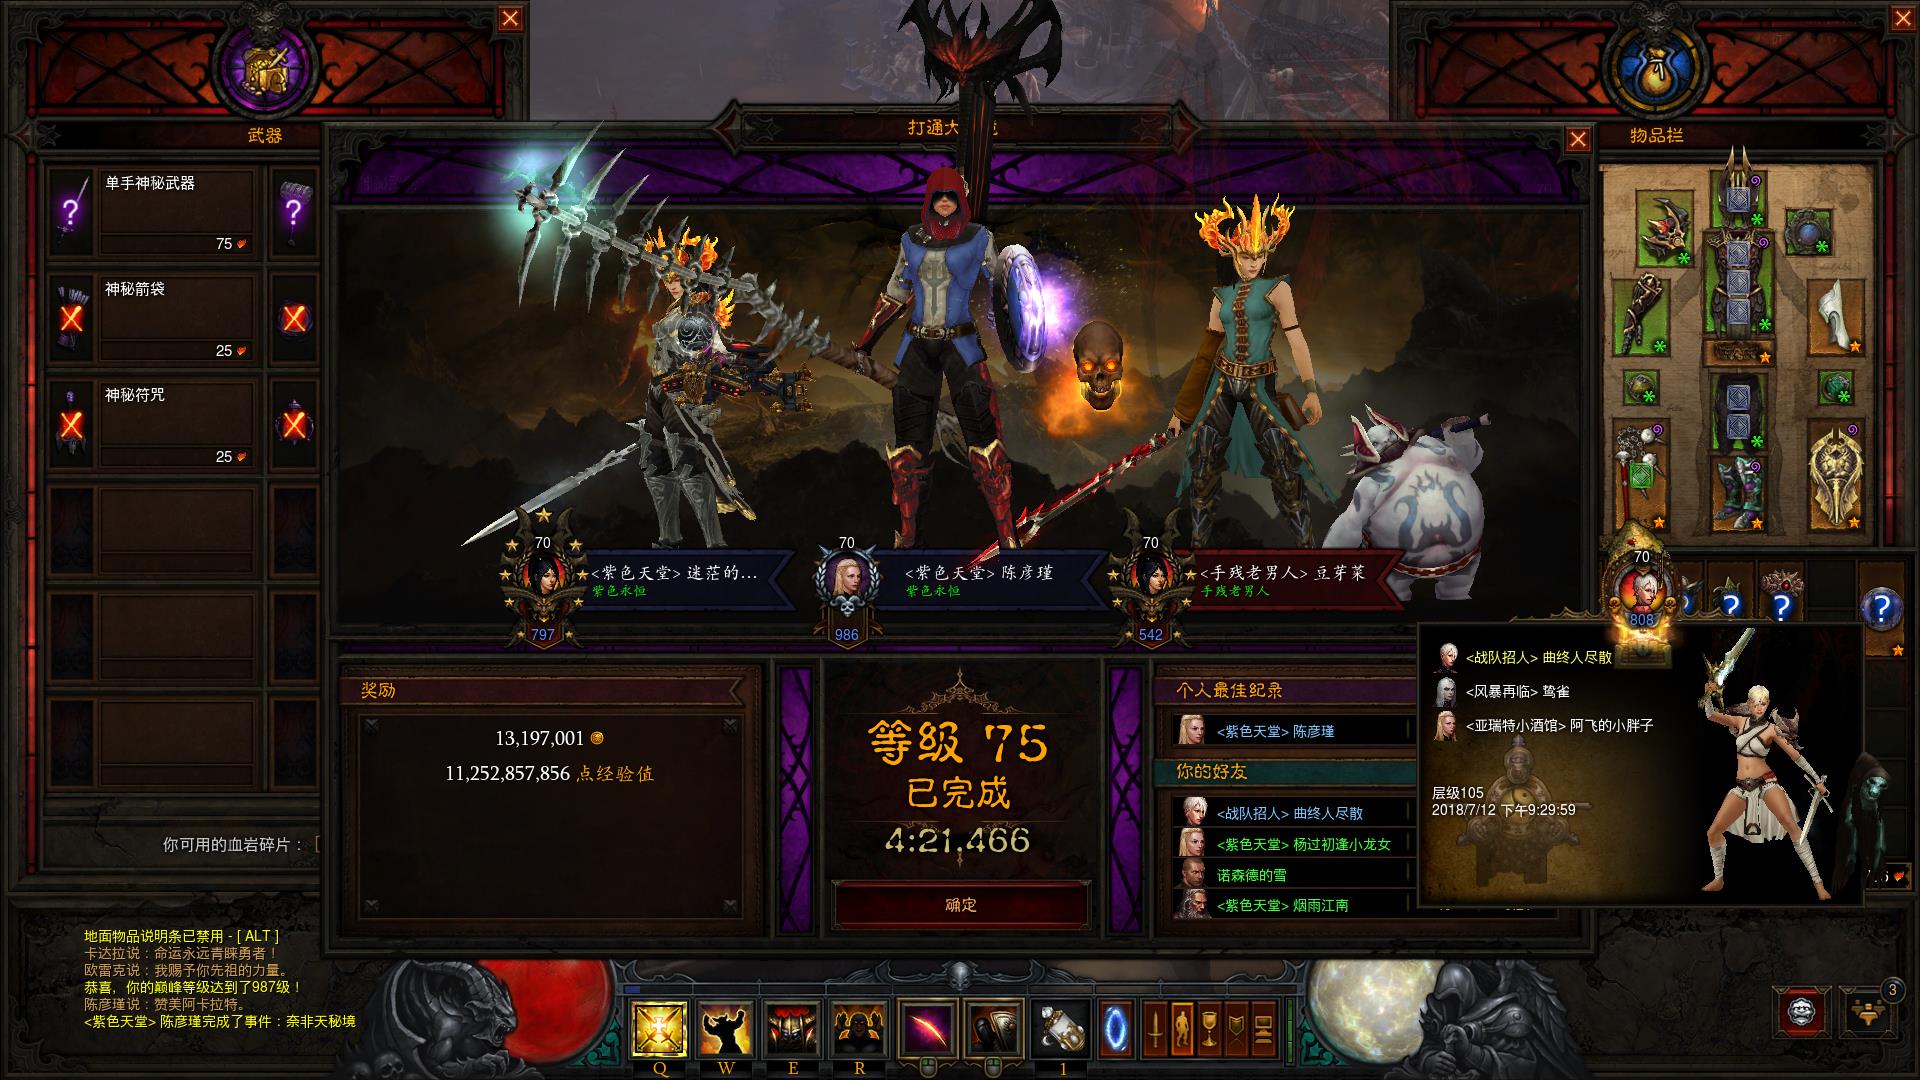 武器
单手神秘武器
75
神秘箭袋
25
神秘符咒
25
你可用的血岩碎片：
打通大
物品栏
70
<紫色天堂> 迷茫的...
紫色永恒
797
70
<紫色天堂> 陈彦瑾
紫色永恒
986
70
<手残老男人> 豆芽菜
手残老男人
542
奖励
13,197,001
11,252,857,856 点经验值
等级 75
已完成
4:21.466
确定
个人最佳纪录
<紫色天堂> 陈彦瑾
你的好友
<战队招人> 曲终人尽散
<紫色天堂> 杨过初逢小龙女
诺森德的雪
<紫色天堂> 烟雨江南
70
808
<战队招人> 曲终人尽散
<风暴再临> 鸷雀
<亚瑞特小酒馆> 阿飞的小胖子
层级105
2018/7/12 下午9:29:59
地面物品说明条已禁用 - [ ALT ]
卡达拉说：命运永远青睐勇者！
欧雷克说：我赐予你先祖的力量。
恭喜，你的巅峰等级达到了987级！
陈彦瑾说：赞美阿卡拉特。
<紫色天堂> 陈彦瑾完成了事件：奈非天秘境
Q
W
E
R
1
3